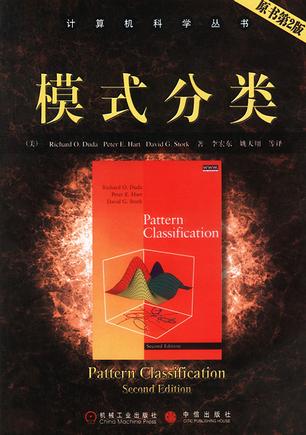 计算机科学丛书
原书第2版
模式分类
(美) Richard O. Duda Peter E. Hart David G. Stork 著 李宏东 姚天翔 等译
Richard O. Duda
Peter E. Hart
David G. Stork
Pattern
Classification
Second Edition
Pattern Classification
Second Edition
机械工业出版社
China Machine Press
中信出版社
CITIC PUBLISHING HOUSE